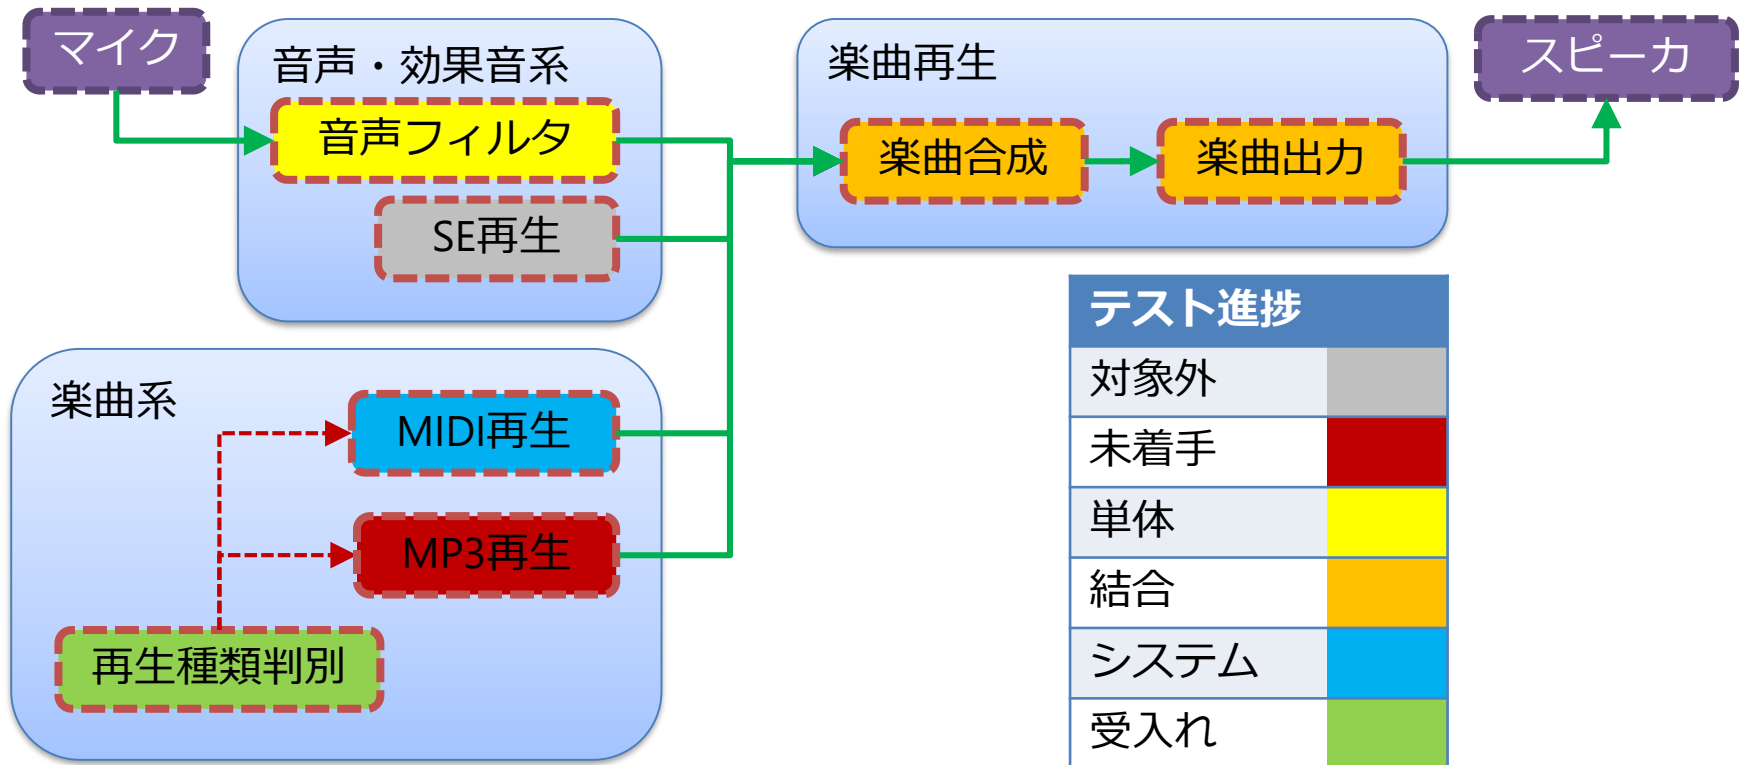 マイク
音声・効果音系
音声フィルタ
SE再生
楽曲再生
楽曲合成
楽曲出力
スピーカ
楽曲系
MIDI再生
MP3再生
再生種類判別
テスト進捗
対象外
未着手
単体
結合
システム
受入れ